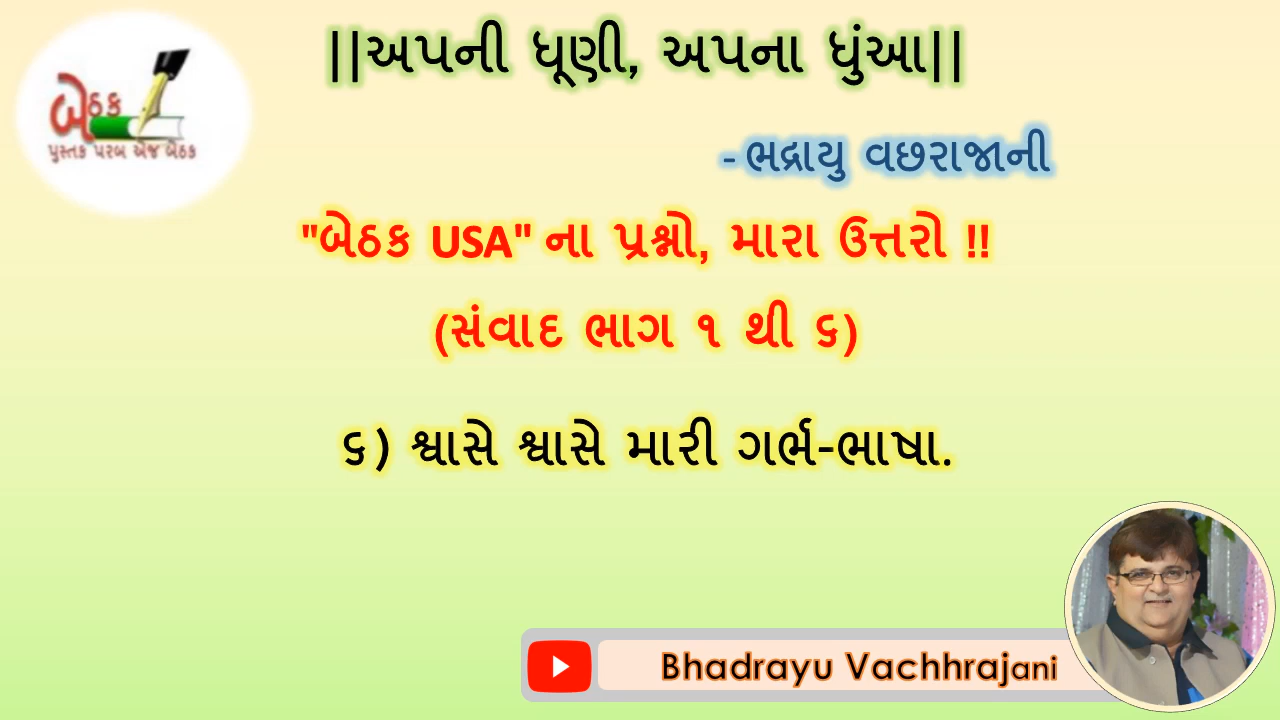 ||અપની ધૂણી, અપના ધુંઆ||
બેઠક
પુસ્તક પરબ એજ બેઠક
- ભદ્રાયુ વછરાજાની
"બેઠક USA" ના પ્રશ્નો, મારા ઉત્તરો !!
(સંવાદ ભાગ ૧ થી ૬)
૬) શ્વાસે શ્વાસે મારી ગર્ભ-ભાષા.
Bhadrayu Vachhrajani